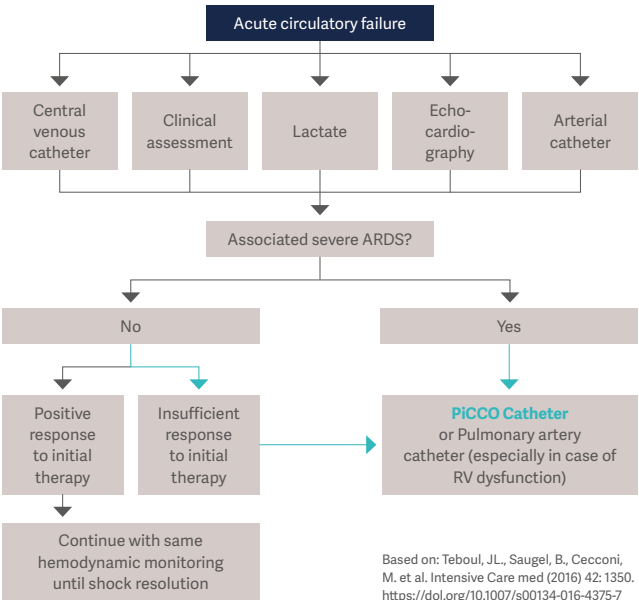 Acute circulatory failure
Central
venous
catheter
Clinical
assessment
Lactate
Echo-
cardio-
graphy
Arterial
catheter
Associated severe ARDS?
No
Yes
Positive
response
to initial
therapy
Insufficient
response
to initial
therapy
PiCCO Catheter
or Pulmonary artery
catheter (especially in case of
RV dysfunction)
Continue with same
hemodynamic monitoring
until shock resolution
Based on: Teboul, JL., Saugel, B., Cecconi,
M. et al. Intensive Care med (2016) 42: 1350.
https://doi.org/10.1007/s00134-016-4375-7